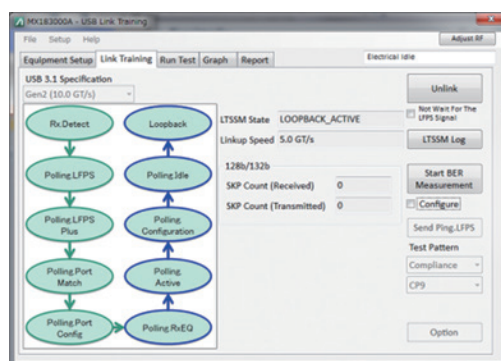 MX183000A - USB Link Training
File Setup Help
Adjust RF
Equipment Setup Link Training Run Test Graph Report
Electrical Idle
USB 3.1 Specification
Gen2 (10.0 GT/s)
Unlink
Not Wait For The
LFPS Signal
LTSSM Log
Rx.Detect
Loopback
LTSSM State LOOPBACK_ACTIVE
Linkup Speed 5.0 GT/s
Polling.LFPS
Polling.Idle
128b/132b
SKP Count (Received) 0
SKP Count (Transmitted) 0
Start BER
Measurement
Configure
Polling.LFPS
Plus
Polling.
Configuration
Send Ping.LFPS
Test Pattern
Compliance
CP9
Polling.Port
Match
Polling.
Active
Polling.Port
Config
Polling.RxEQ
Option